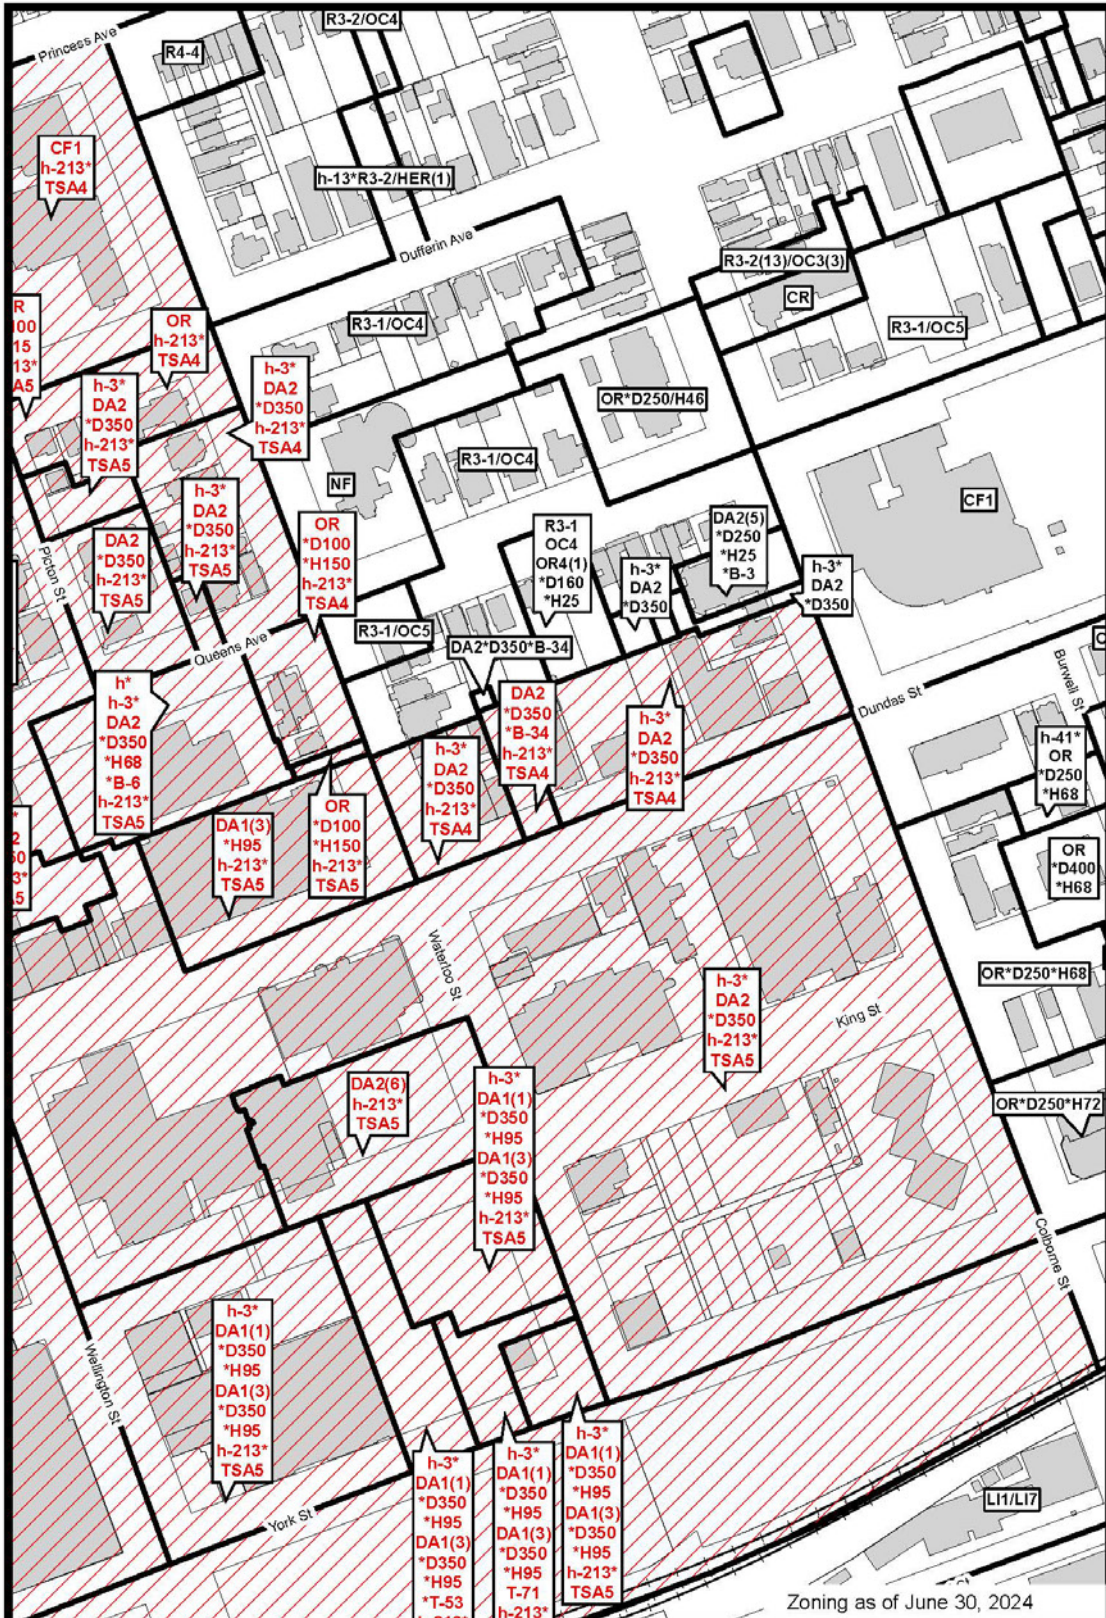 Princess Ave
R4-4
R3-2/OC4
CF1
h-213*
TSA4
h-13*R3-2/HER(1)
Dufferin Ave
R3-2(13)/OC3(3)
CR
R3-1/OC5
OR
h-213*
TSA4
R3-1/OC4
h-3*
DA2
*D350
h-213*
TSA5
h-3*
DA2
*D350
h-213*
TSA4
OR*D250/H46
R3-1/OC4
NF
CF1
h-3*
DA2
*D350
h-213*
TSA5
DA2
*D350
h-213*
TSA5
Picton St
OR
*D100
*H150
h-213*
TSA4
R3-1
OC4
OR4(1)
*D160
*H25
h-3*
DA2
*D350
DA2(5)
*D250
*H25
*B-3
h-3*
DA2
*D350
Queens Ave
R3-1/OC5
DA2*D350*B-34
h*
h-3*
DA2
*D350
*H68
*B-6
h-213*
TSA5
DA2
*D350
*B-34
h-213*
TSA4
h-3*
DA2
*D350
h-213*
TSA4
h-3*
DA2
*D350
h-213*
TSA4
Dundas St
Burwell St
h-41*
OR
*D250
*H68
DA1(3)
*H95
h-213*
TSA5
OR
*D100
*H150
h-213*
TSA5
OR
*D400
*H68
Waterloo St
OR*D250*H68
h-3*
DA2
*D350
h-213*
TSA5
King St
DA2(6)
h-213*
TSA5
h-3*
DA1(1)
*D350
*H95
DA1(3)
*D350
*H95
h-213*
TSA5
OR*D250*H72
Colborne St
h-3*
DA1(1)
*D350
*H95
DA1(3)
*D350
*H95
h-213*
TSA5
Wellington St
York St
h-3*
DA1(1)
*D350
*H95
DA1(3)
*D350
*H95
*T-53
h-3*
DA1(1)
*D350
*H95
DA1(3)
*D350
*H95
T-71
h-213*
h-3*
DA1(1)
*D350
*H95
DA1(3)
*D350
*H95
h-213*
TSA5
LI1/LI7
Zoning as of June 30, 2024